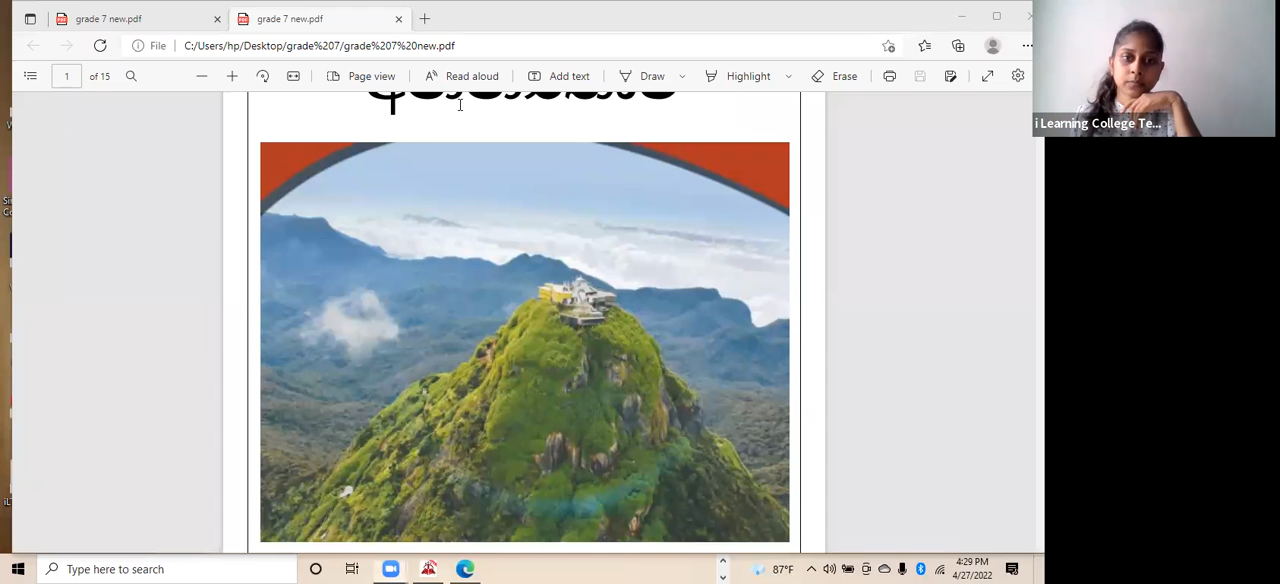 grade 7 new.pdf
grade 7 new.pdf
File C:/Users/hp/Desktop/grade%207/grade%207%20new.pdf
1 of 15 Page view Read aloud Add text Draw Highlight Erase
i Learning College Te...
Type here to search
87°F
4:29 PM
4/27/2022